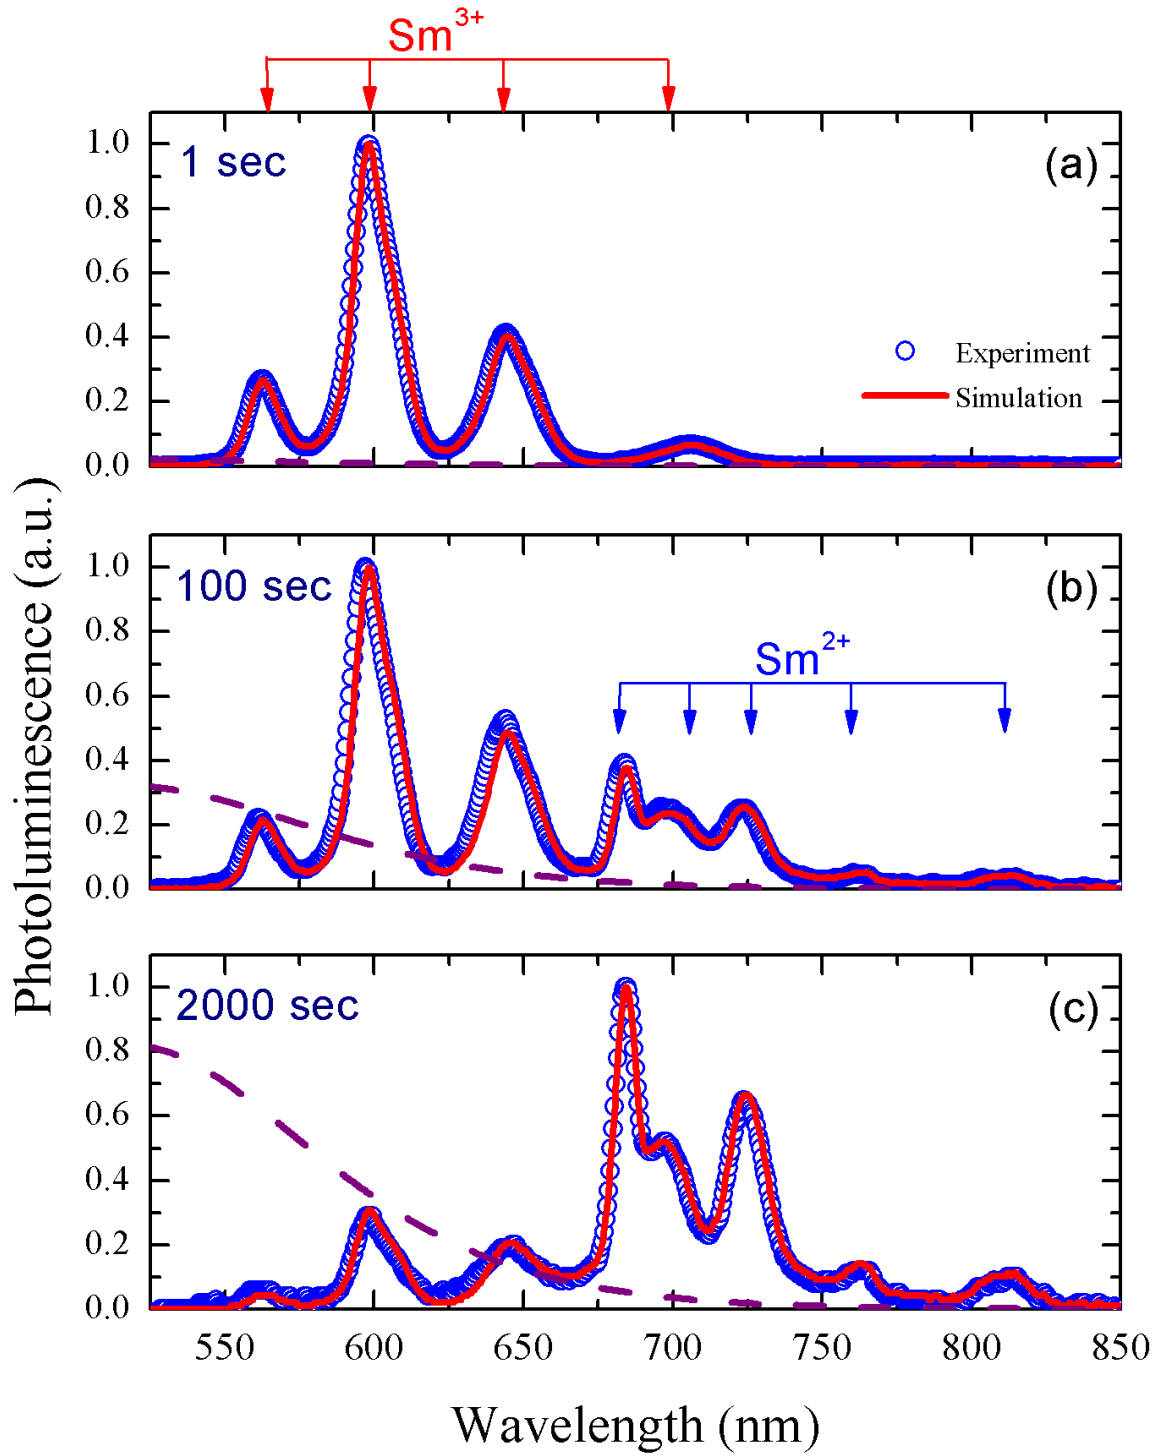 Sm3+
1 sec
(a)
1.0
0.8
0.6
0.4
0.2
0.0
Experiment
Simulation
100 sec
(b)
Sm2+
1.0
0.8
0.6
0.4
0.2
0.0
2000 sec
(c)
1.0
0.8
0.6
0.4
0.2
0.0
550 600 650 700 750 800 850
Wavelength (nm)
Photoluminescence (a.u.)